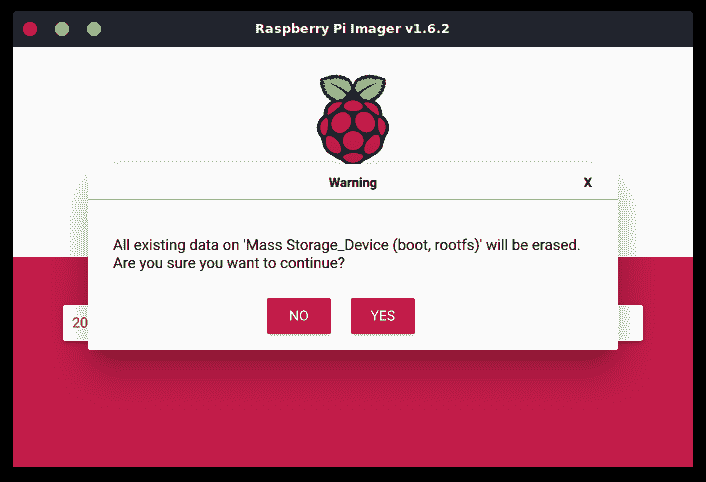 Raspberry Pi Imager v1.6.2
Warning
X
All existing data on 'Mass Storage_Device (boot, rootfs)' will be erased.
Are you sure you want to continue?
NO
YES
20